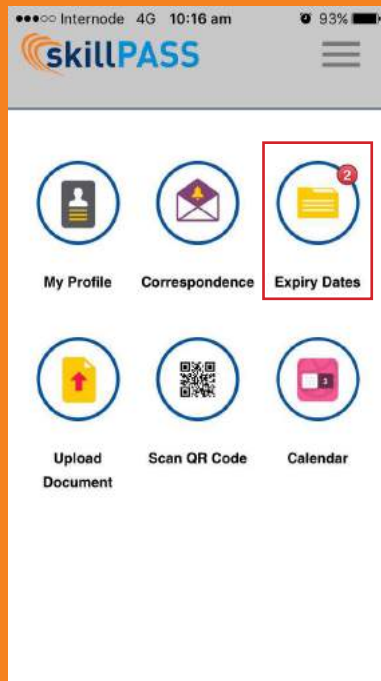 Internode 4G 10:16 am 93%
skillPASS
2
My Profile Correspondence Expiry Dates
3
Upload Document Scan QR Code Calendar